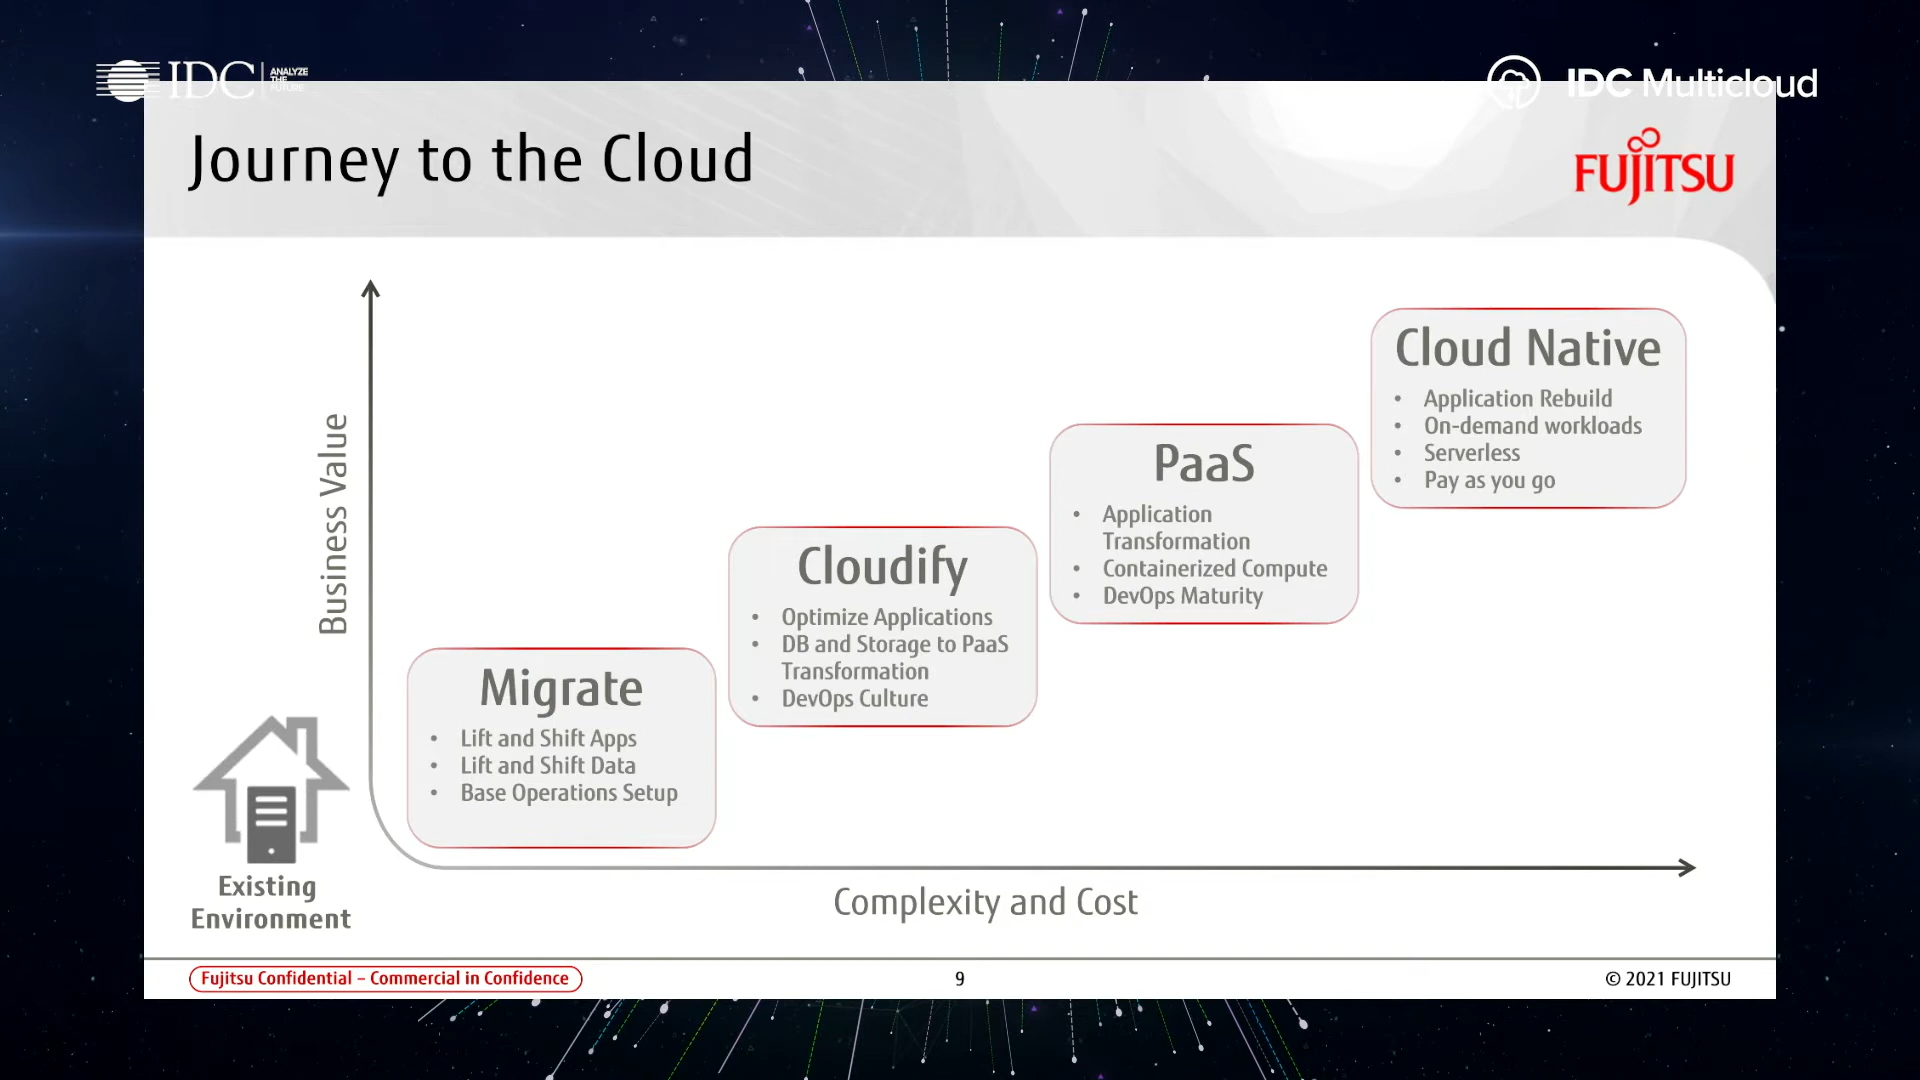 IDC ANALYZE THE FUTURE
IDC Multicloud
Journey to the Cloud
FUJITSU
Business Value
Cloud Native
• Application Rebuild
• On-demand workloads
• Serverless
• Pay as you go
PaaS
• Application
Transformation
• Containerized Compute
• DevOps Maturity
Cloudify
• Optimize Applications
• DB and Storage to PaaS
Transformation
• DevOps Culture
Migrate
• Lift and Shift Apps
• Lift and Shift Data
• Base Operations Setup
Existing
Environment
Complexity and Cost
Fujitsu Confidential – Commercial in Confidence
9
© 2021 FUJITSU